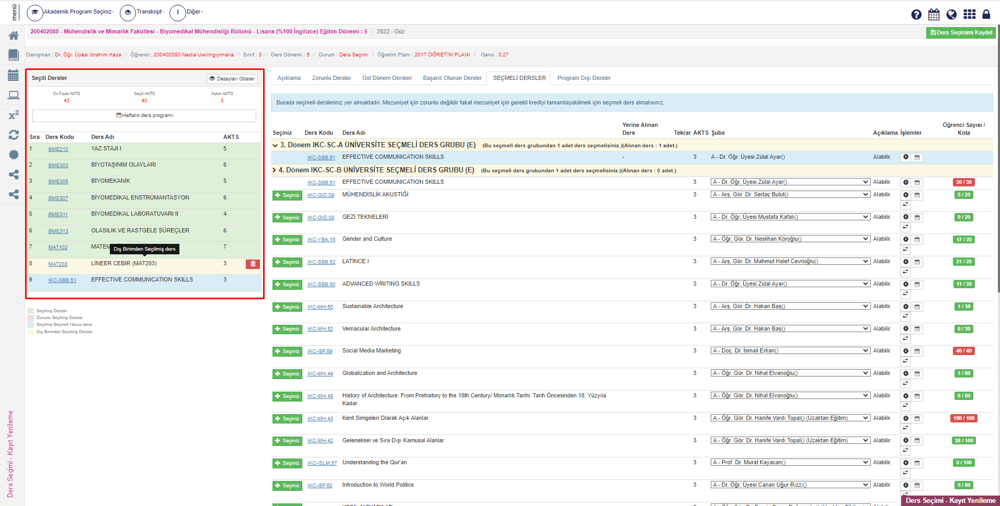 menü
Akademik Program Seçiniz -
Transkript -
Diğer -
200402080 - Mühendislik ve Mimarlık Fakültesi - Biyomedikal Mühendisliği Bölümü - Lisans (%100 İngilizce) Eğitim Dönemi : 5 / 2022 - Güz
Ders Seçimimi Kaydet
Danışman : Dr. Öğr. Üyesi İbrahim Kaya / Öğrenci : 200402080 Nadia Uwiringiyimana / Sınıf : 3 / Ders Dönemi : 5 / Durum : Ders Seçimi / Öğretim Planı : 2017 ÖĞRETİM PLANI / Gano : 3,27
Seçili Dersler
Detayları Göster
En Fazla AKTS Seçili AKTS Kalan AKTS
43 40 3
Haftalık ders programı
Sıra Ders Kodu Ders Adı AKTS
1 BME212 YAZ STAJI I 5
2 BME303 BİYOTAŞINIM OLAYLARI 6
3 BME305 BİYOMEKANİK 5
4 BME307 BİYOMEDİKAL ENSTRÜMANTASYON 6
5 BME311 BİYOMEDİKAL LABORATUVARI II 4
6 BME313 OLASILIK VE RASTGELE SÜREÇLER 6
7 MAT102 MATEM 7
Dış Birimden Seçilmiş ders
8 MAT203 LİNEER CEBİR (MAT203) 3
9 IKC-SBB.51 EFFECTIVE COMMUNICATION SKILLS 3
Seçilmiş Dersler
Zorunlu Seçilmiş Dersler
Seçilmiş Seçmeli Havuz dersi
Dış Birimden Seçilmiş Dersler
Açıklama Zorunlu Dersler Üst Dönem Dersleri Başarılı Olunan Dersler SEÇMELİ DERSLER Program Dışı Dersler
Burada seçmeli dersleriniz yer almaktadır. Mezuniyet için zorunlu değildir fakat mezuniyet için gerekli krediyi tamamlayabilmek için seçmeli ders almalısınız.
Seçiniz Ders Kodu Ders Adı Yerine Alınan Ders Tekrar AKTS Şube Açıklama İşlemler Öğrenci Sayısı / Kota
3. Dönem IKC-SC-A ÜNİVERSİTE SEÇMELİ DERS GRUBU (E) (Bu seçmeli ders grubundan 1 adet ders seçmelisiniz.)(Alınan ders : 1 adet.)
IKC-SBB.51 EFFECTIVE COMMUNICATION SKILLS - 3 A - Dr. Öğr. Üyesi Zülal Ayar() Alabilir.
4. Dönem IKC-SC-B ÜNİVERSİTE SEÇMELİ DERS GRUBU (E) (Bu seçmeli ders grubundan 1 adet ders seçmelisiniz.)(Alınan ders : 0 adet.)
IKC-SBB.51 EFFECTIVE COMMUNICATION SKILLS 3 A - Dr. Öğr. Üyesi Zülal Ayar() Alabilir. 30 / 30
Seçiniz IKC-GID.09 MÜHENDİSLİK AKUSTİĞİ 3 A - Arş. Gör. Dr. Sertaç Bulut() Alabilir. 5 / 25
Seçiniz IKC-GID.08 GEZİ TEKNELERİ 3 A - Dr. Öğr. Üyesi Mustafa Kafalı() Alabilir. 9 / 25
Seçiniz IKC-YBA.15 Gender and Culture 3 A - Öğr. Gör. Dr. Neslihan Köroğlu() Alabilir. 17 / 25
Seçiniz IKC-SBB.52 LATİNCE I 3 A - Arş. Gör. Dr. Mahmut Halef Cevrioğlu() Alabilir. 21 / 25
Seçiniz IKC-SBB.50 ADVANCED WRITING SKILLS 3 A - Dr. Öğr. Üyesi Zülal Ayar() Alabilir. 11 / 30
Seçiniz IKC-MH.50 Sustainable Architecture 3 A - Arş. Gör. Dr. Hakan Baş() Alabilir. 1 / 30
Seçiniz IKC-MH.52 Vernacular Architecture 3 A - Arş. Gör. Dr. Hakan Baş() Alabilir. 0 / 30
Seçiniz IKC-IBF.69 Social Media Marketing 3 A - Doç. Dr. İsmail Erkan() Alabilir. 40 / 40
Seçiniz IKC-MH.49 Globalization and Architecture 3 A - Öğr. Gör. Dr. Nihal Elvanoğlu() Alabilir. 1 / 80
Seçiniz IKC-MH.48 History of Architecture: From Prehistory to the 18th Century/ Mimarlık Tarihi: Tarih Öncesinden 18. Yüzyıla Kadar 3 A - Öğr. Gör. Dr. Nihal Elvanoğlu() Alabilir. 6 / 80
Seçiniz IKC-MH.43 Kent Simgeleri Olarak Açık Alanlar 3 A - Öğr. Gör. Dr. Hanife Vardı Topal() (Uzaktan Eğitim) Alabilir. 100 / 100
Seçiniz IKC-MH.42 Geleneksel ve Sıra Dışı Kamusal Alanlar 3 A - Öğr. Gör. Dr. Hanife Vardı Topal() (Uzaktan Eğitim) Alabilir. 38 / 100
Seçiniz IKC-ISLM.57 Understanding the Qur'an 3 A - Prof. Dr. Murat Kayacan() Alabilir. 0 / 100
Seçiniz IKC-IBF.62 Introduction to World Politics 3 A - Dr. Öğr. Üyesi Canan Uğur Rızzı() Alabilir. 5 / 80
Ders Seçimi - Kayıt Yenileme
Ders Seçimi - Kayıt Yenileme